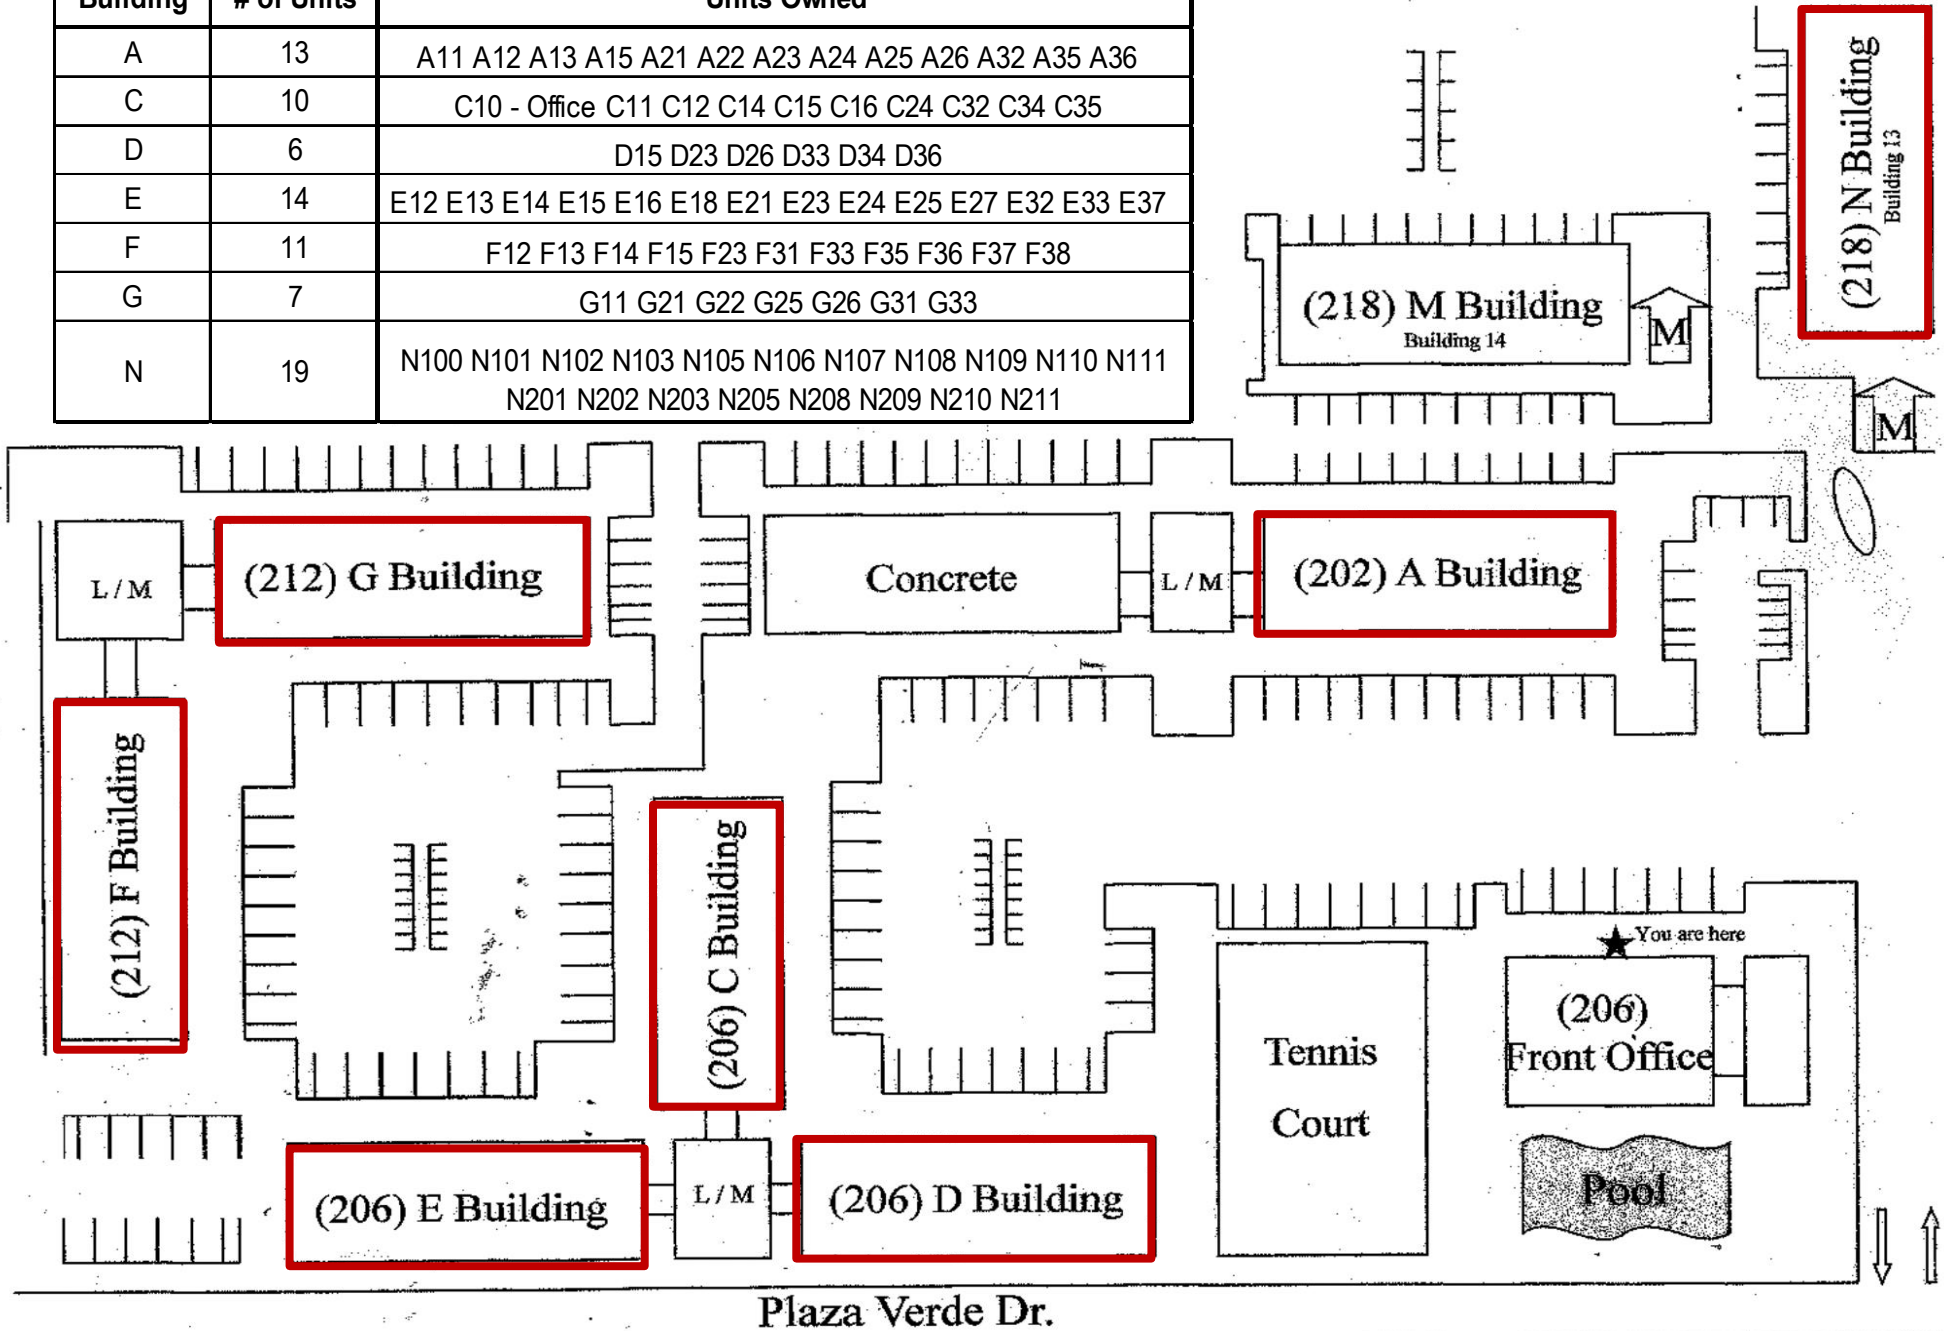 Building # of Units Units Owned
A 13 A11 A12 A13 A15 A21 A22 A23 A24 A25 A26 A32 A35 A36
C 10 C10 - Office C11 C12 C14 C15 C16 C24 C32 C34 C35
D 6 D15 D23 D26 D33 D34 D36
E 14 E12 E13 E14 E15 E16 E18 E21 E23 E24 E25 E27 E32 E33 E37
F 11 F12 F13 F14 F15 F23 F31 F33 F35 F36 F37 F38
G 7 G11 G21 G22 G25 G26 G31 G33
N 19 N100 N101 N102 N103 N105 N106 N107 N108 N109 N110 N111
N201 N202 N203 N205 N208 N209 N210 N211
(218) N Building
Building 13
(218) M Building
Building 14
M
M
L / M
(212) G Building
Concrete
L / M
(202) A Building
(212) F Building
(206) C Building
You are here
(206)
Front Office
Tennis
Court
Pool
(206) E Building
L / M
(206) D Building
Plaza Verde Dr.